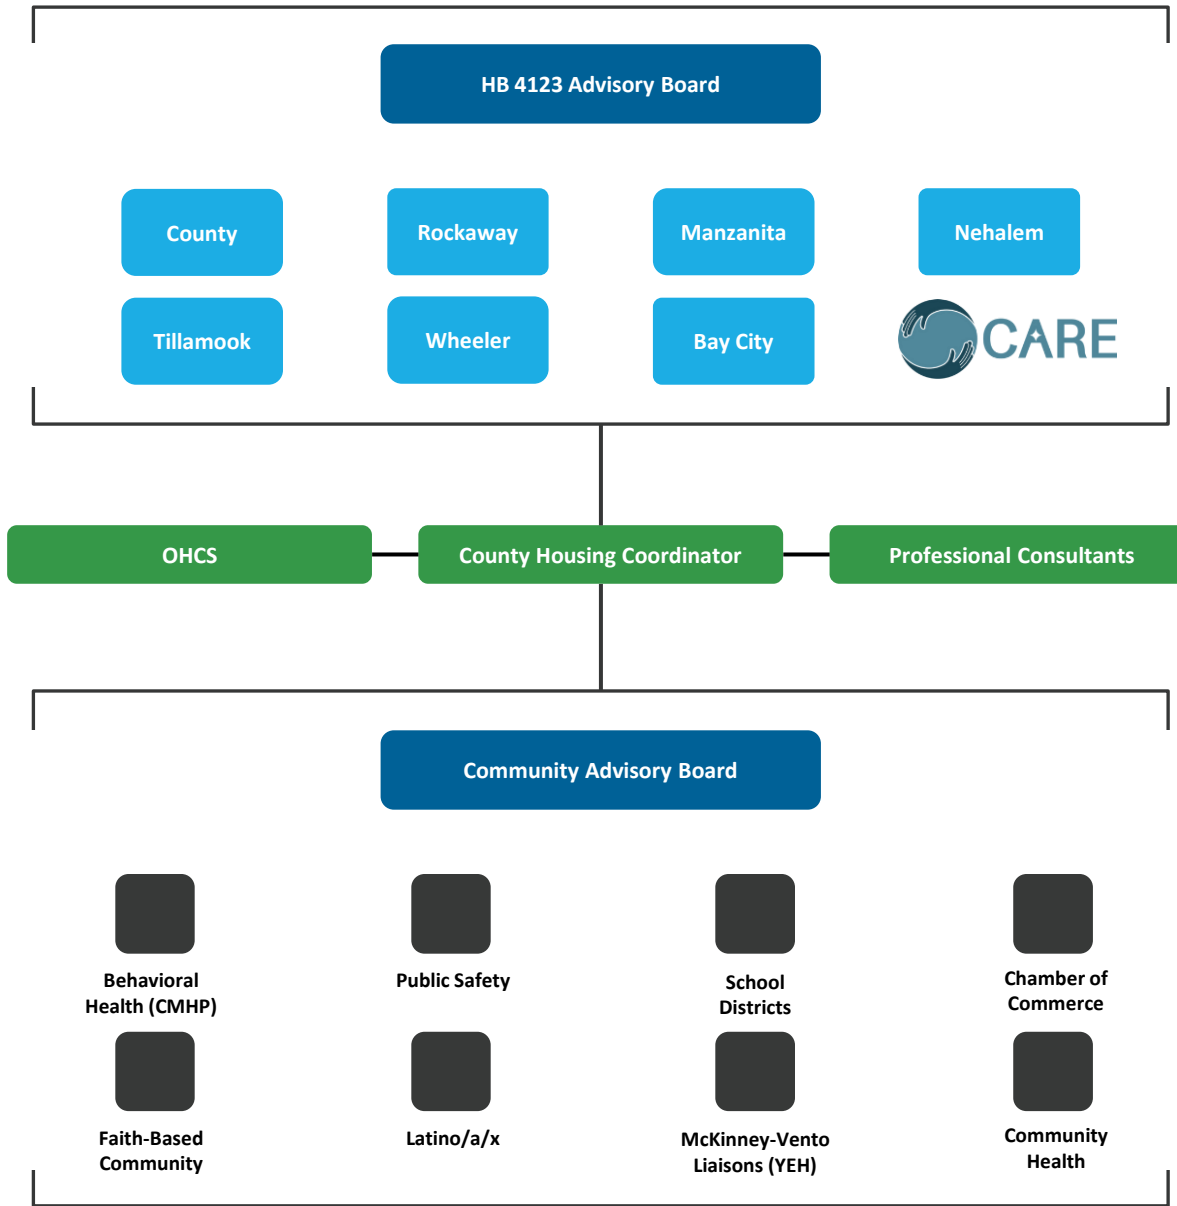 HB 4123 Advisory Board
County
Rockaway
Manzanita
Nehalem
Tillamook
Wheeler
Bay City
CARE
OHCS
County Housing Coordinator
Professional Consultants
Community Advisory Board
Behavioral
Health (CMHP)
Public Safety
School
Districts
Chamber of
Commerce
Faith-Based
Community
Latino/a/x
McKinney-Vento
Liaisons (YEH)
Community
Health